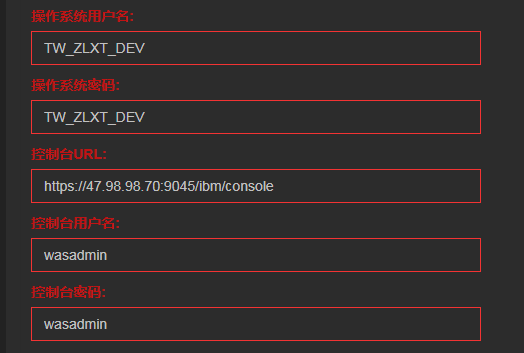 操作系统用户名:
TW_ZLXT_DEV
操作系统密码:
TW_ZLXT_DEV
控制台URL:
https://47.98.98.70:9045/ibm/console
控制台用户名:
wasadmin
控制台密码:
wasadmin